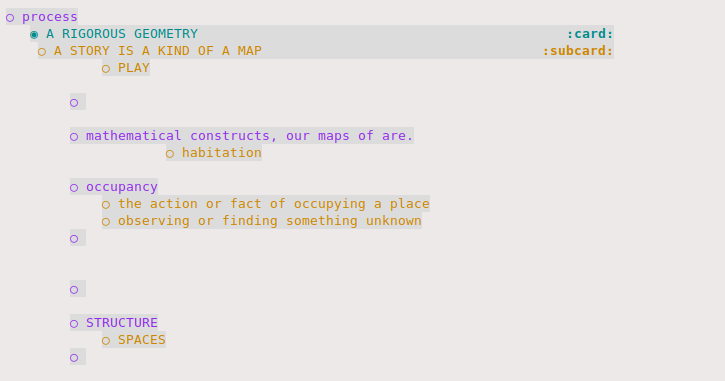 process
A RIGOROUS GEOMETRY :card:
A STORY IS A KIND OF A MAP :subcard:
PLAY
mathematical constructs, our maps of are.
habitation
occupancy
the action or fact of occupying a place
observing or finding something unknown
STRUCTURE
SPACES